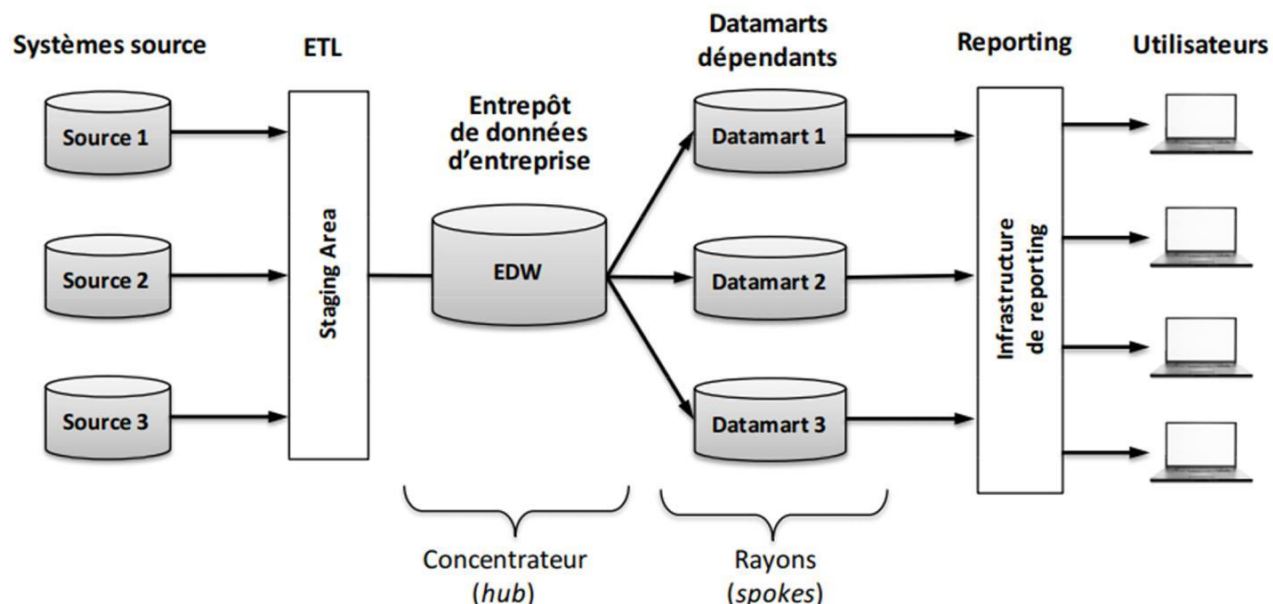 Systèmes source
ETL
Entrepôt
de données
d’entreprise
Datamarts
dépendants
Reporting
Utilisateurs
Source 1
Source 2
Source 3
Staging Area
EDW
Datamart 1
Datamart 2
Datamart 3
Infrastructure
de reporting
Concentrateur
(hub)
Rayons
(spokes)